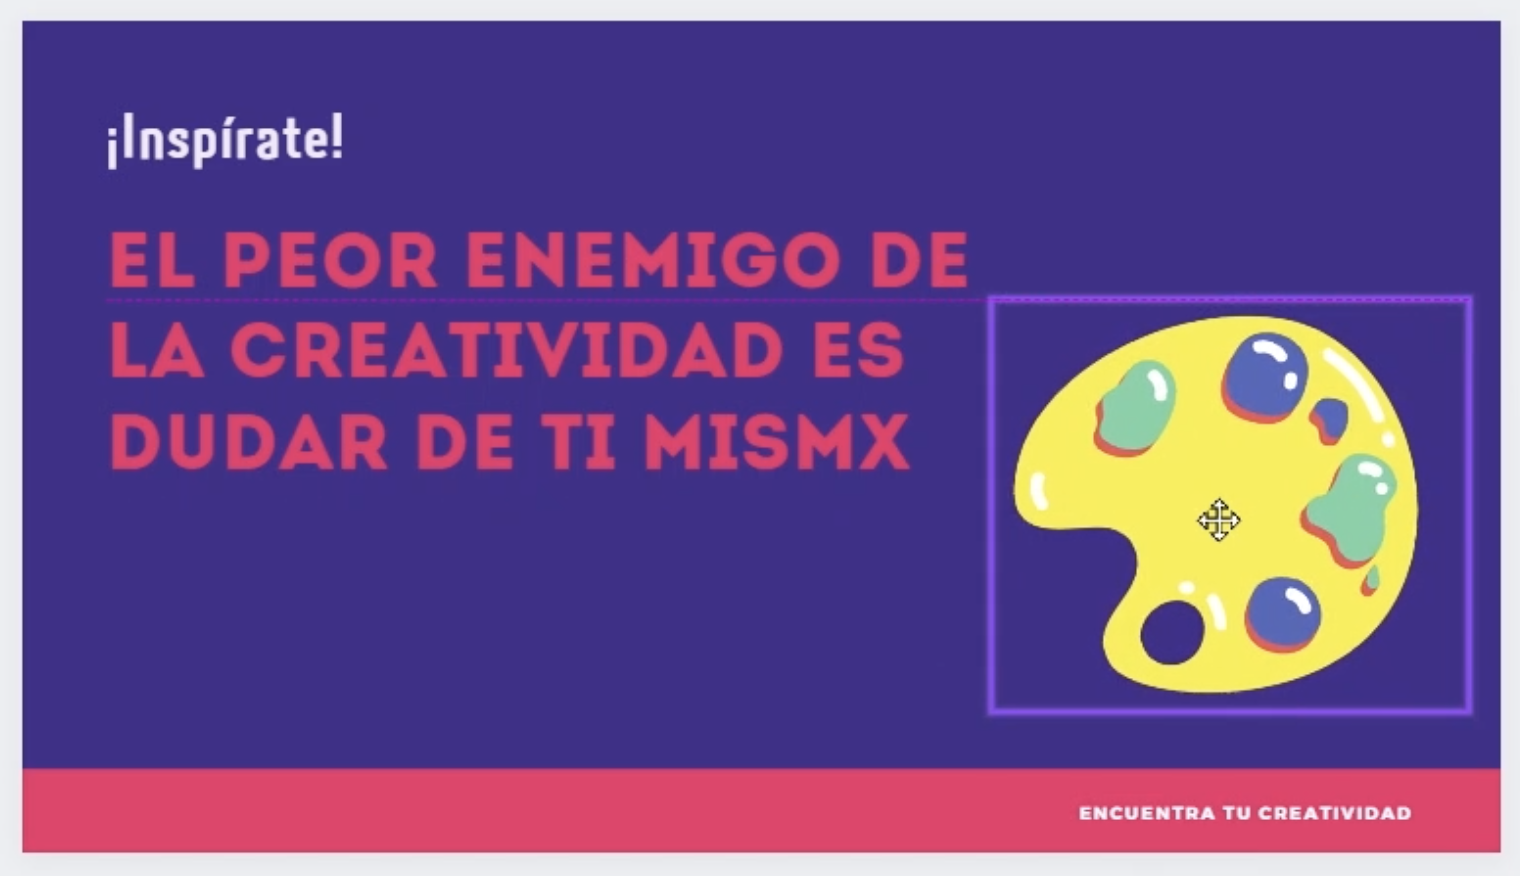 ¡Inspírate!
EL PEOR ENEMIGO DE
LA CREATIVIDAD ES
DUDAR DE TI MISMX
ENCUENTRA TU CREATIVIDAD